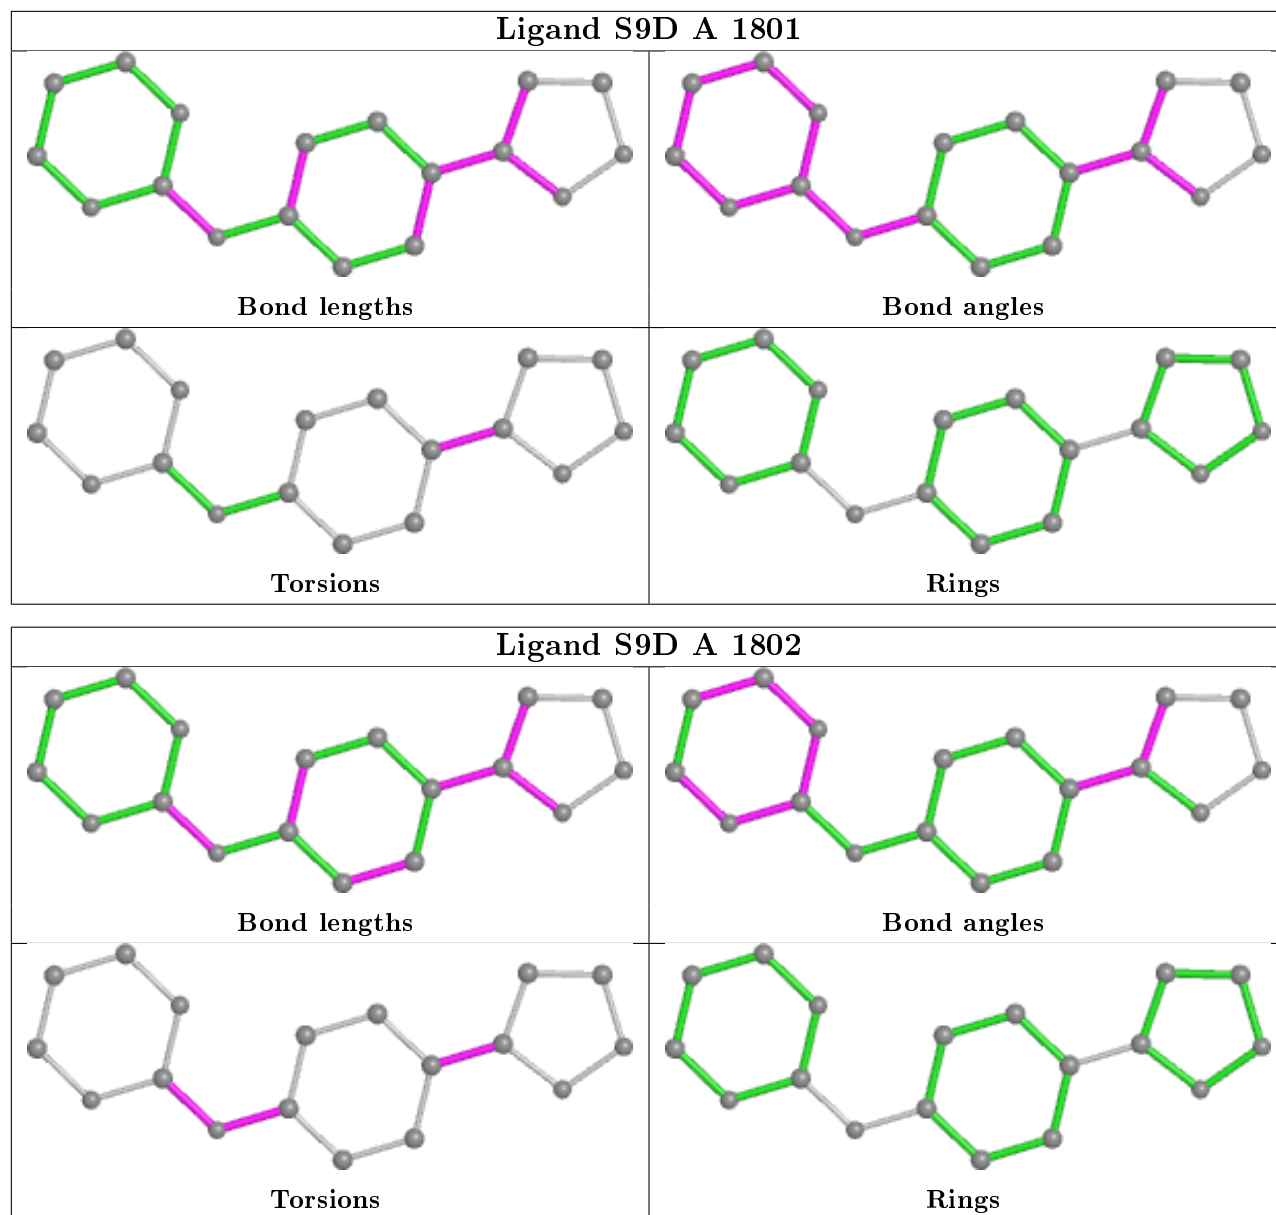 Ligand S9D A 1801
Bond lengths
Bond angles
Torsions
Rings
Ligand S9D A 1802
Bond lengths
Bond angles
Torsions
Rings